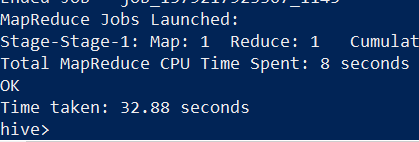 MapReduce Jobs Launched:
Stage-Stage-1: Map: 1  Reduce: 1   Cumulat
Total MapReduce CPU Time Spent: 8 seconds
OK
Time taken: 32.88 seconds
hive>